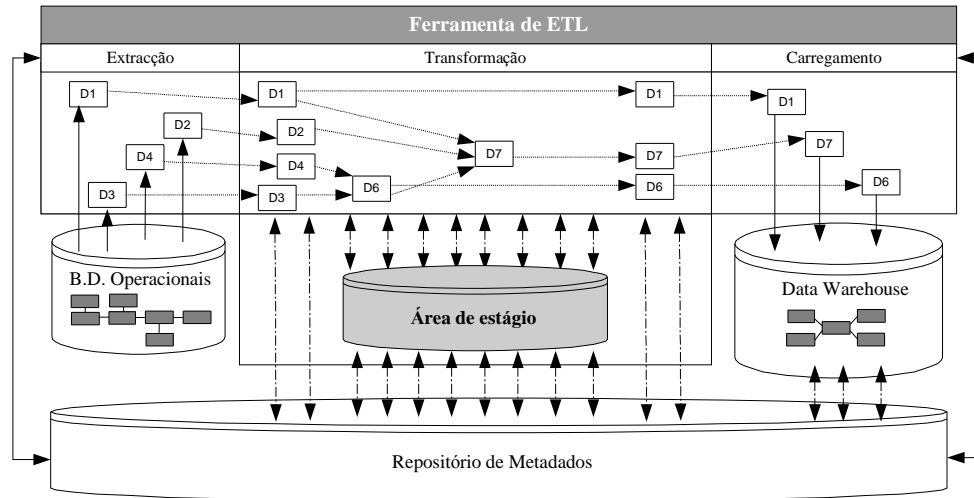 Ferramenta de ETL
Extracção
Transformação
Carregamento
D1
D1
D1
D1
D2
D2
D7
D7
D7
D4
D4
D6
D6
D6
D3
D3
B.D. Operacionais
Área de estágio
Data Warehouse
Repositório de Metadados